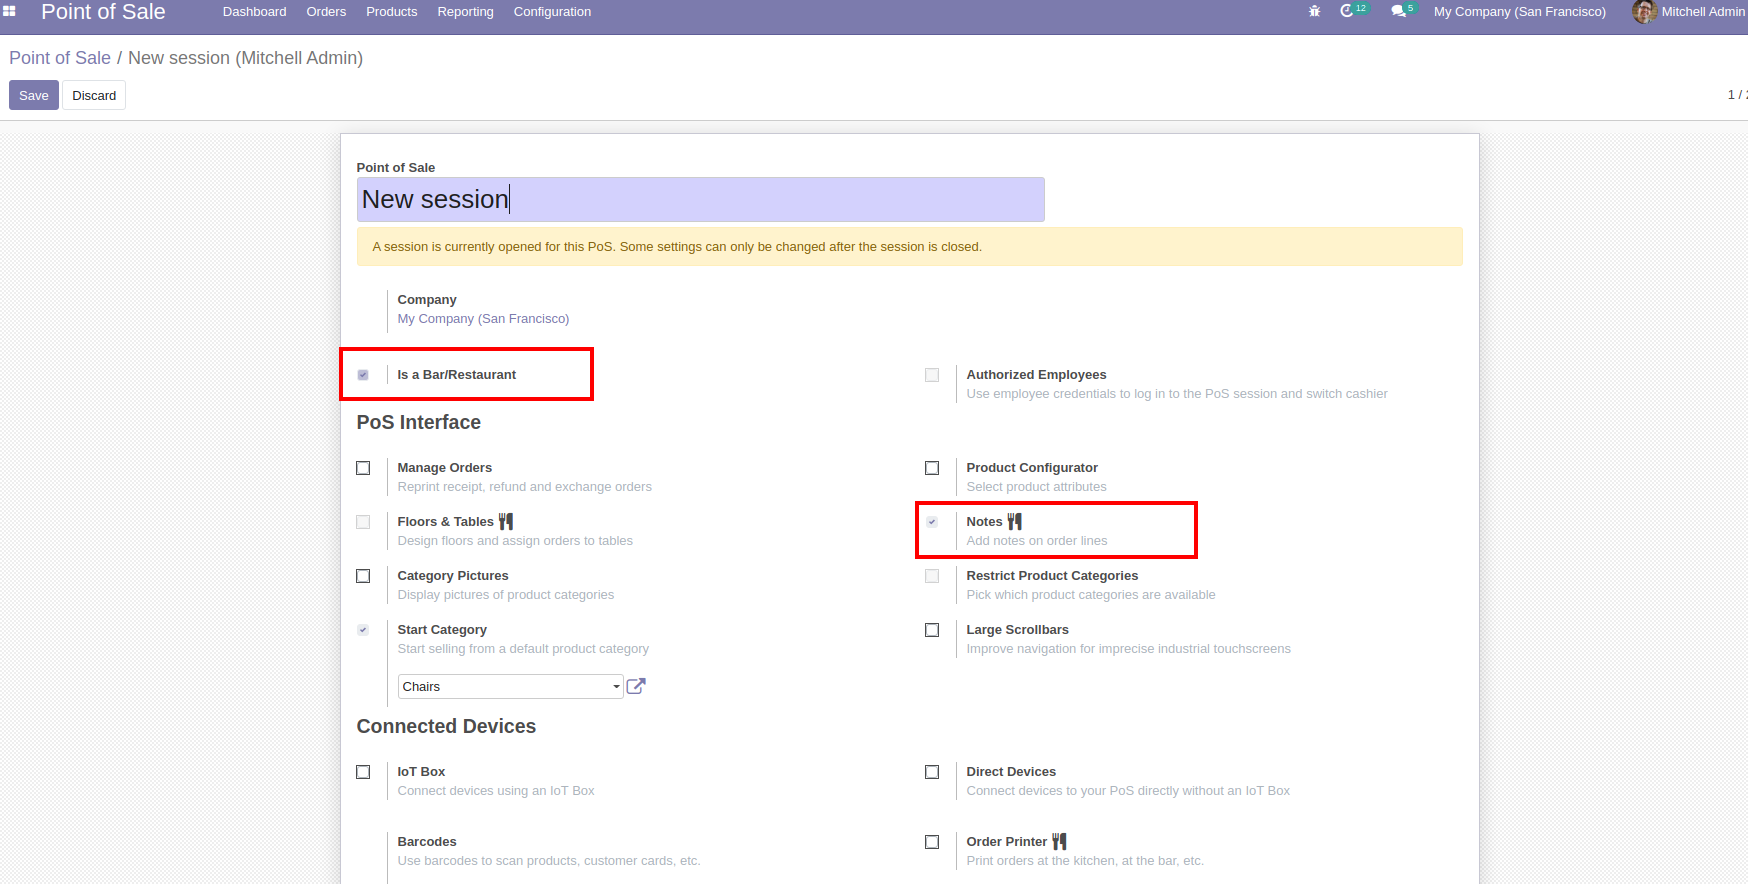 Point of Sale Dashboard Orders Products Reporting Configuration 12 5 My Company (San Francisco) Mitchell Admin
Point of Sale / New session (Mitchell Admin)
Save Discard 1 / 2
Point of Sale
New session
A session is currently opened for this PoS. Some settings can only be changed after the session is closed.
Company
My Company (San Francisco)
Is a Bar/Restaurant
Authorized Employees
Use employee credentials to log in to the PoS session and switch cashier
PoS Interface
Manage Orders
Reprint receipt, refund and exchange orders
Product Configurator
Select product attributes
Floors & Tables
Design floors and assign orders to tables
Notes
Add notes on order lines
Category Pictures
Display pictures of product categories
Restrict Product Categories
Pick which product categories are available
Start Category
Start selling from a default product category
Chairs
Large Scrollbars
Improve navigation for imprecise industrial touchscreens
Connected Devices
IoT Box
Connect devices using an IoT Box
Direct Devices
Connect devices to your PoS directly without an IoT Box
Barcodes
Use barcodes to scan products, customer cards, etc.
Order Printer
Print orders at the kitchen, at the bar, etc.